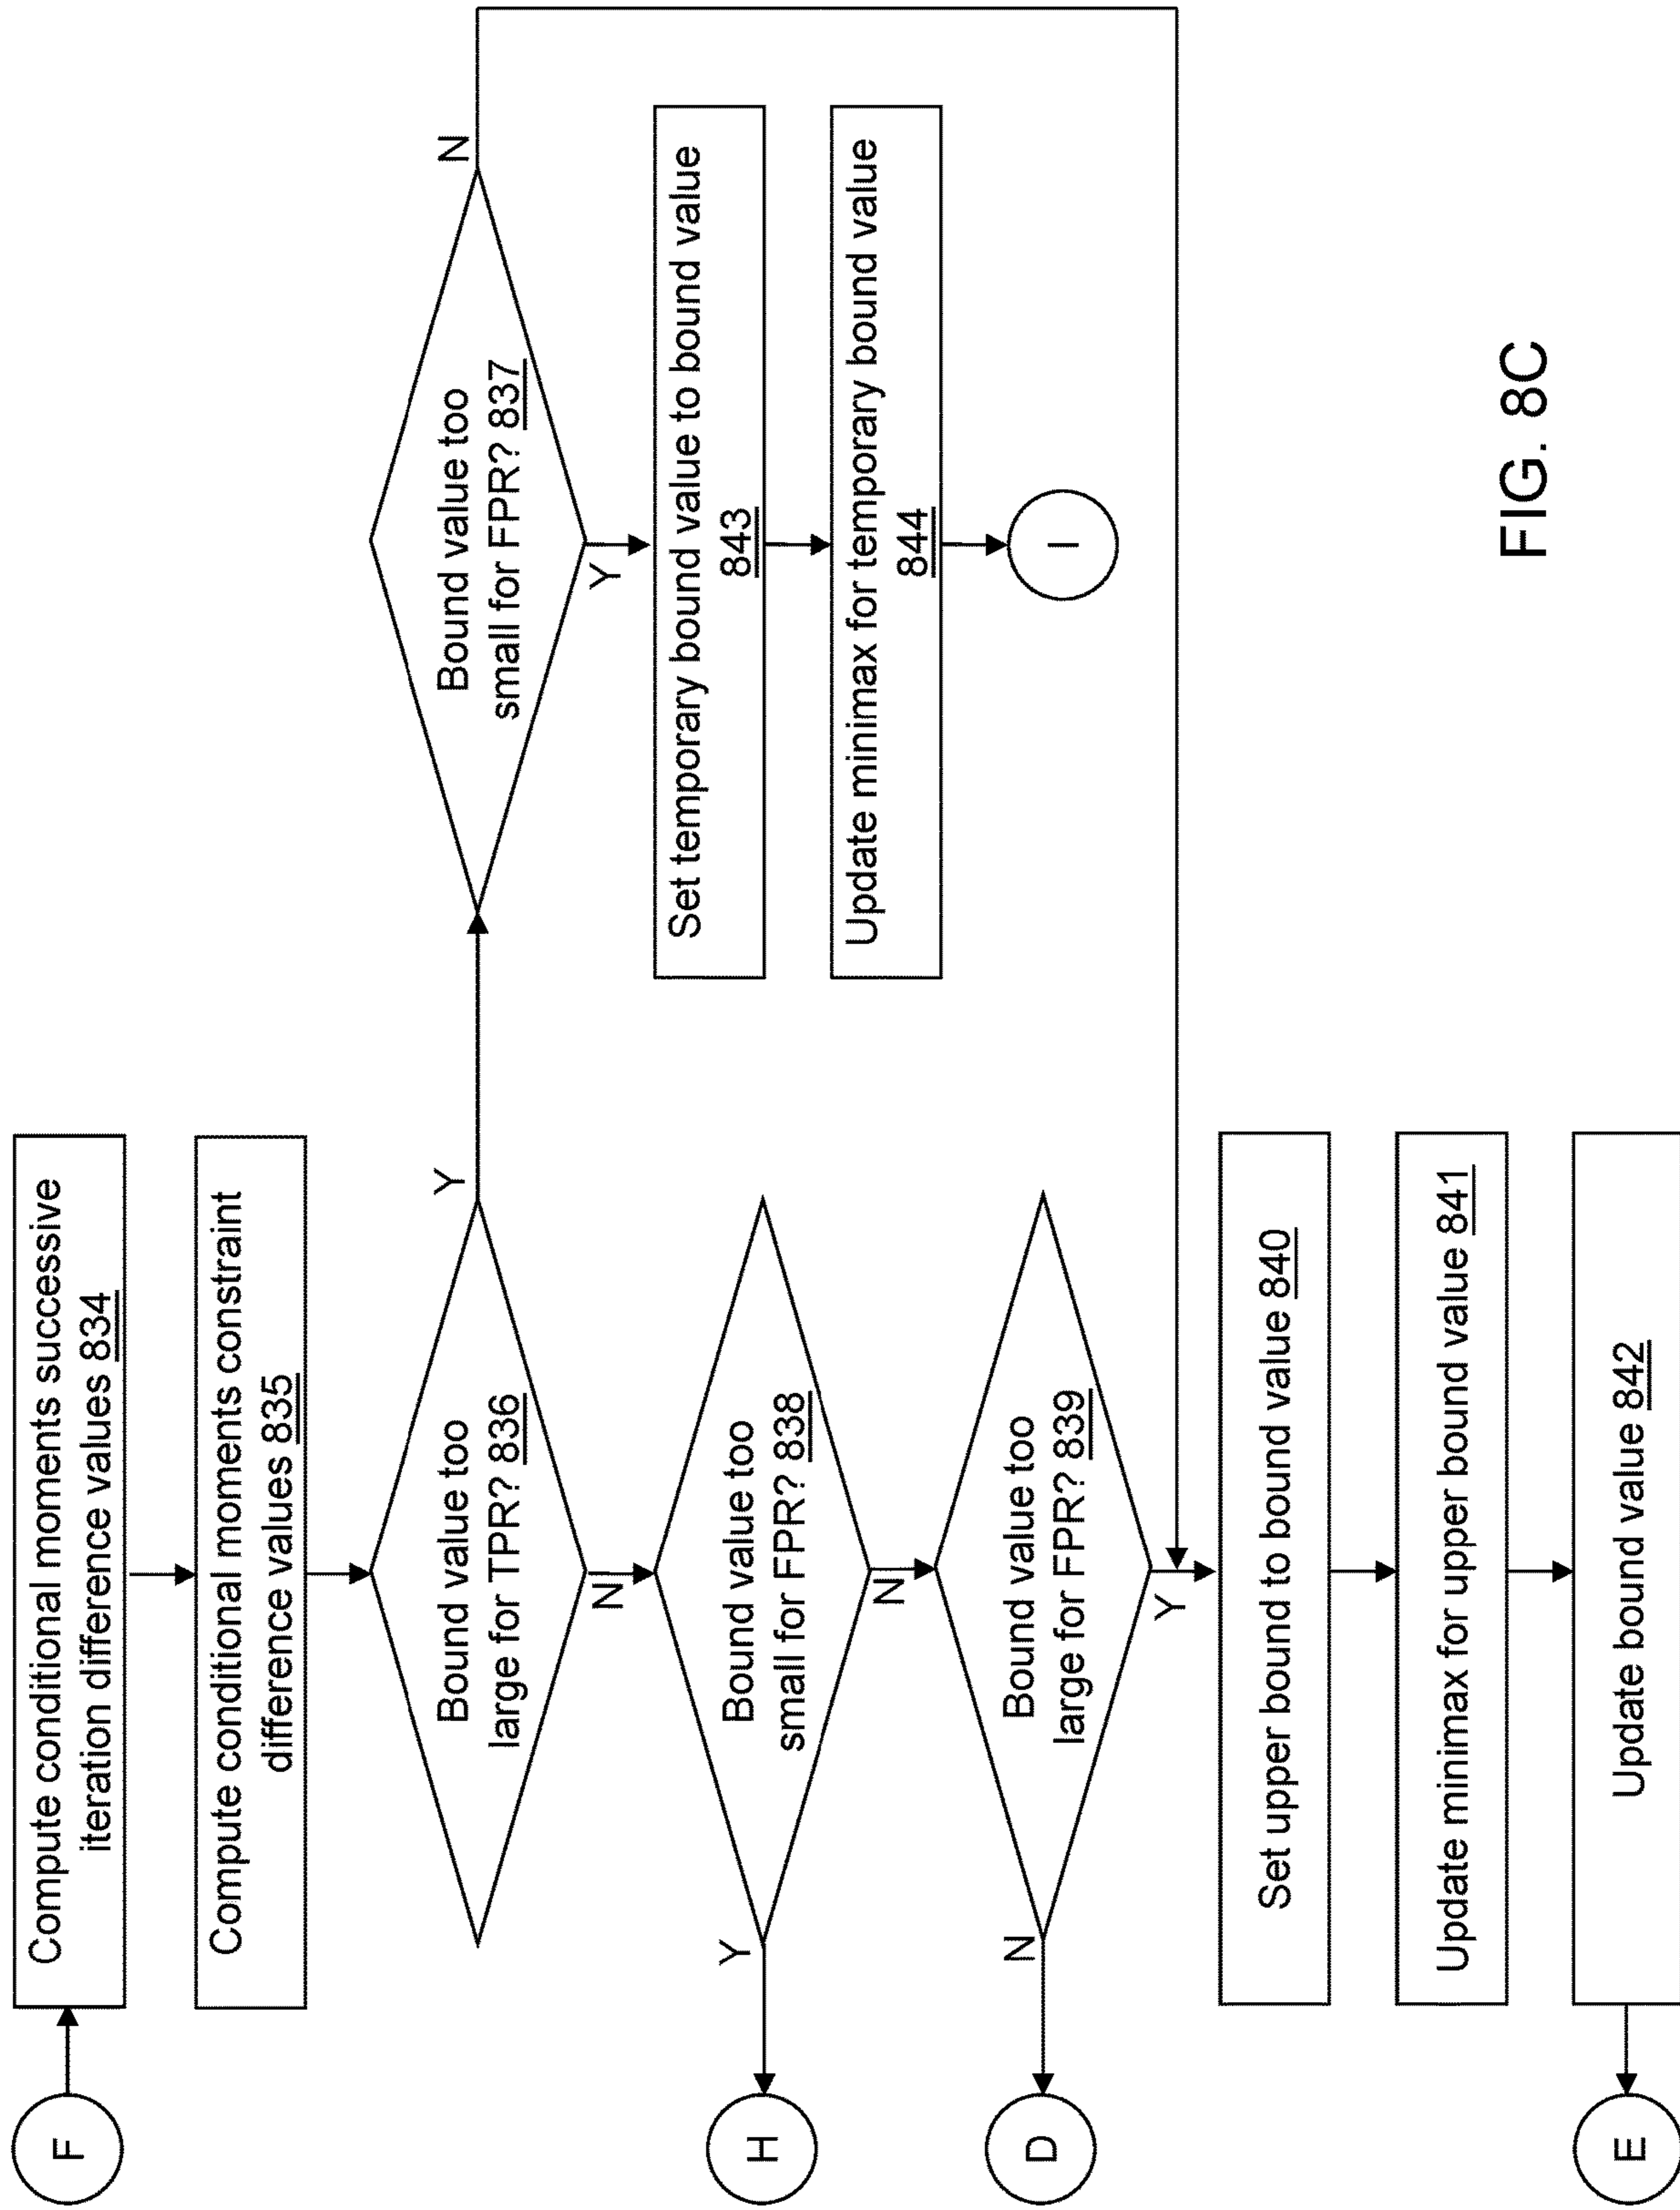 F
Compute conditional moments successive
iteration difference values 834
Compute conditional moments constraint
difference values 835
Bound value too
large for TPR? 836
Y
N
Bound value too
small for FPR? 837
N
Y
Set temporary bound value to bound value
843
Update minimax for temporary bound value
844
I
Bound value too
small for FPR? 838
Y
N
H
Bound value too
large for FPR? 839
N
Y
D
Set upper bound to bound value 840
Update minimax for upper bound value 841
Update bound value 842
E
FIG. 8C